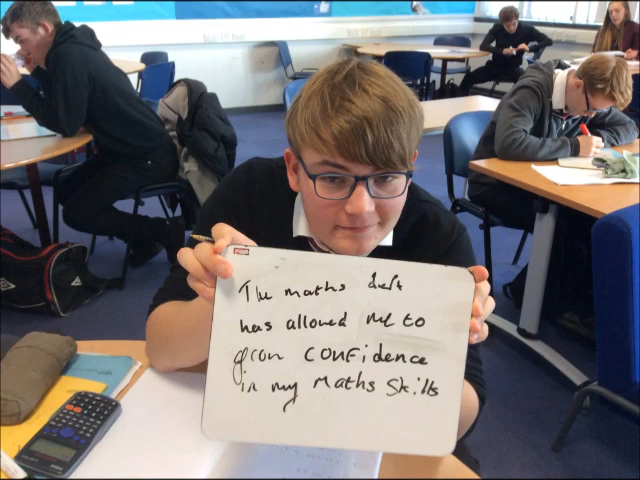 The maths dept
has allowed me to
grow confidence
in my maths skills